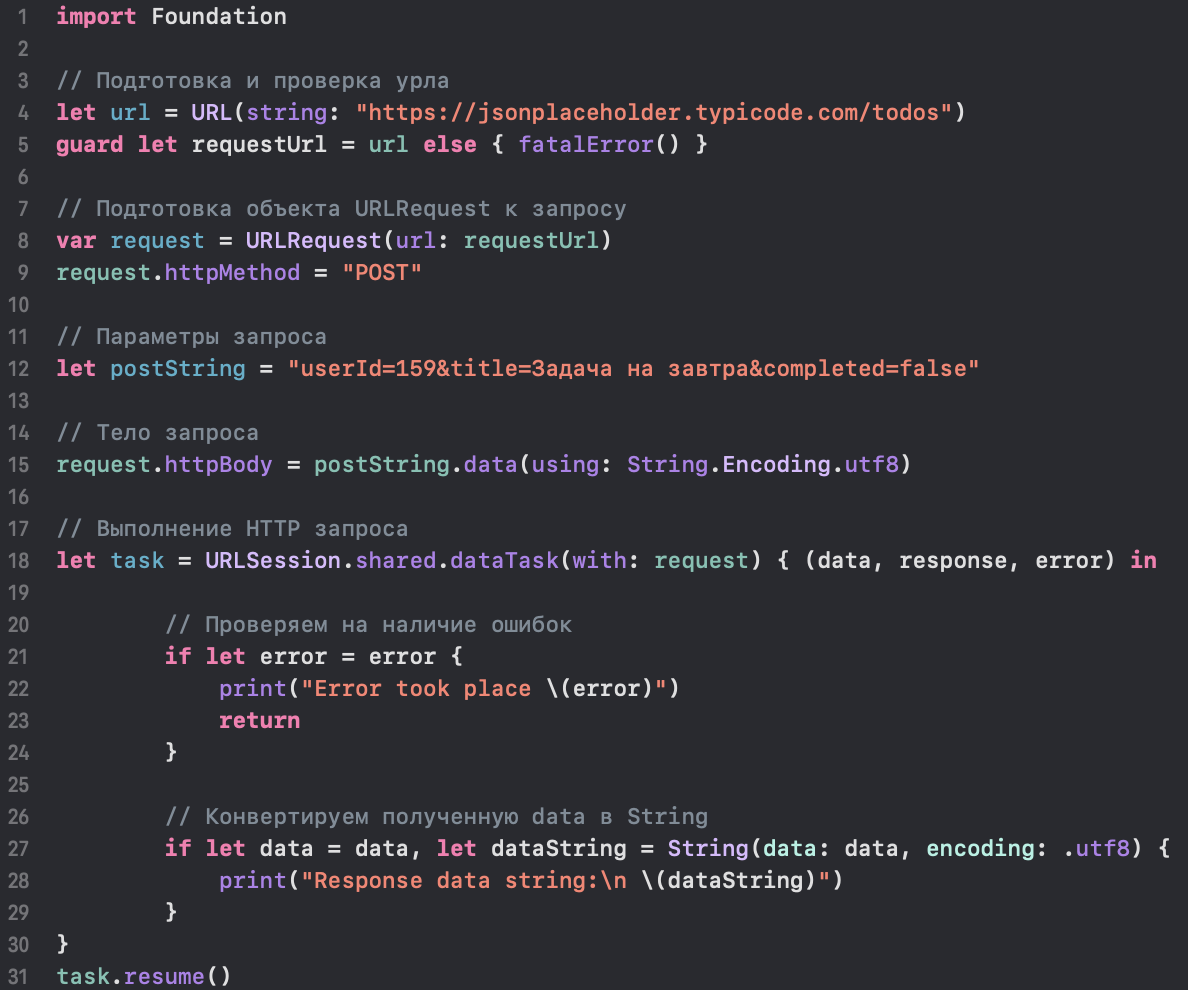 1 import Foundation
2
3 // Подготовка и проверка урла
4 let url = URL(string: "https://jsonplaceholder.typicode.com/todos")
5 guard let requestUrl = url else { fatalError() }
6
7 // Подготовка объекта URLRequest к запросу
8 var request = URLRequest(url: requestUrl)
9 request.httpMethod = "POST"
10
11 // Параметры запроса
12 let postString = "userId=159&title=Задача на завтра&completed=false"
13
14 // Тело запроса
15 request.httpBody = postString.data(using: String.Encoding.utf8)
16
17 // Выполнение HTTP запроса
18 let task = URLSession.shared.dataTask(with: request) { (data, response, error) in
19
20 // Проверяем на наличие ошибок
21 if let error = error {
22 print("Error took place \(error)")
23 return
24 }
25
26 // Конвертируем полученную data в String
27 if let data = data, let dataString = String(data: data, encoding: .utf8) {
28 print("Response data string:\n \(dataString)")
29 }
30 }
31 task.resume()